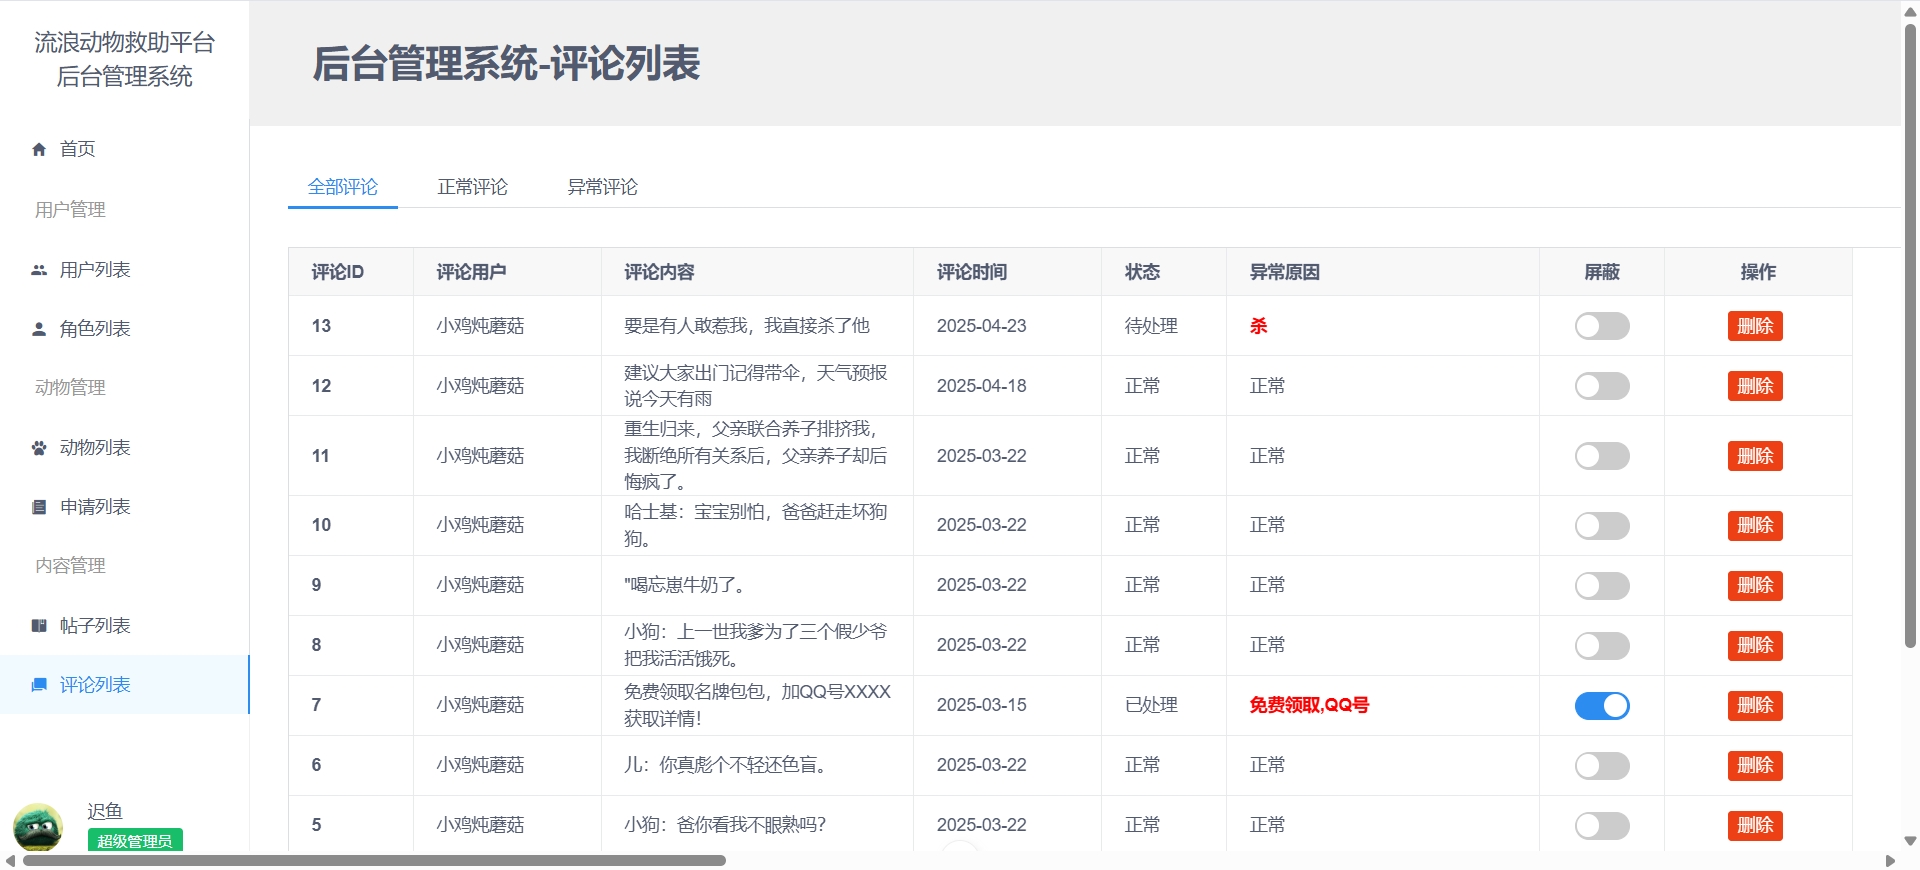 流浪动物救助平台
后台管理系统
首页
用户管理
用户列表
角色列表
动物管理
动物列表
申请列表
内容管理
帖子列表
评论列表
迟鱼
超级管理员
后台管理系统-评论列表
全部评论 正常评论 异常评论
评论ID 评论用户 评论内容 评论时间 状态 异常原因 屏蔽 操作
13 小鸡炖蘑菇 要是有人敢惹我，我直接杀了他 2025-04-23 待处理 杀 删除
12 小鸡炖蘑菇 建议大家出门记得带伞，天气预报
说今天有雨 2025-04-18 正常 正常 删除
11 小鸡炖蘑菇 重生归来，父亲联合养子排挤我，
我断绝所有关系后，父亲养子却后
悔疯了。 2025-03-22 正常 正常 删除
10 小鸡炖蘑菇 哈士基：宝宝别怕，爸爸赶走坏狗
狗。 2025-03-22 正常 正常 删除
9 小鸡炖蘑菇 "喝忘崽牛奶了。 2025-03-22 正常 正常 删除
8 小鸡炖蘑菇 小狗：上一世我爹为了三个假少爷
把我活活饿死。 2025-03-22 正常 正常 删除
7 小鸡炖蘑菇 免费领取名牌包包，加QQ号XXXX
获取详情！ 2025-03-15 已处理 免费领取,QQ号 删除
6 小鸡炖蘑菇 儿：你真彪个不轻还色盲。 2025-03-22 正常 正常 删除
5 小鸡炖蘑菇 小狗：爸你看我不眼熟吗？ 2025-03-22 正常 正常 删除